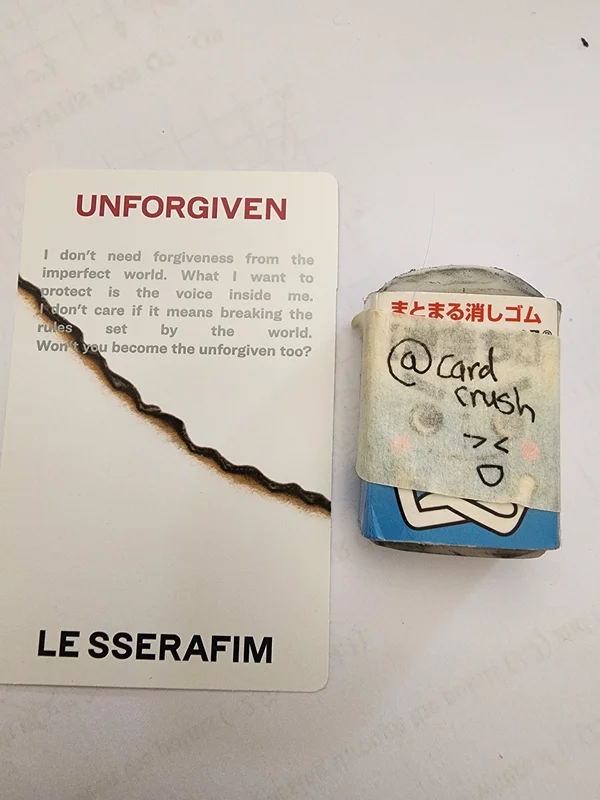 UNFORGIVEN
I don't need forgiveness from the
imperfect world. What I want to
protect is the voice inside me.
I don't care if it means breaking the
rules set by the world.
Won't you become the unforgiven too?
LE SSERAFIM
まとまる消しゴム
@card
crush